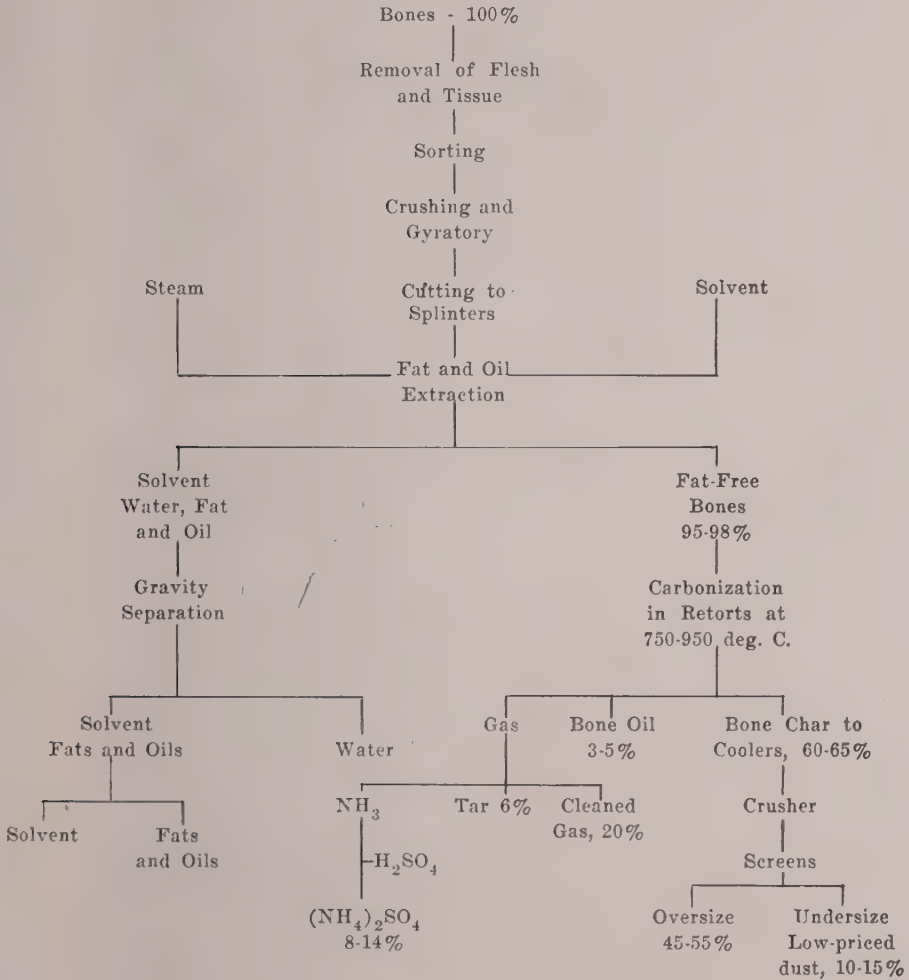 Bones - 100%
Removal of Flesh
and Tissue
Sorting
Crushing and
Gyratory
Steam
Cutting to
Splinters
Solvent
Fat and Oil
Extraction
Solvent
Water, Fat
and Oil
Fat-Free
Bones
95-98%
Gravity
Separation
Carbonization
in Retorts at
750-950 deg. C.
Solvent
Fats and Oils
Water
Gas
Bone Oil
3-5%
Bone Char to
Coolers, 60-65%
Solvent
Fats
and Oils
NH₃
Tar 6%
Cleaned
Gas, 20%
Crusher
H₂SO₄
Screens
(NH₄)₂SO₄
8-14%
Oversize
45-55%
Undersize
Low-priced
dust, 10-15%